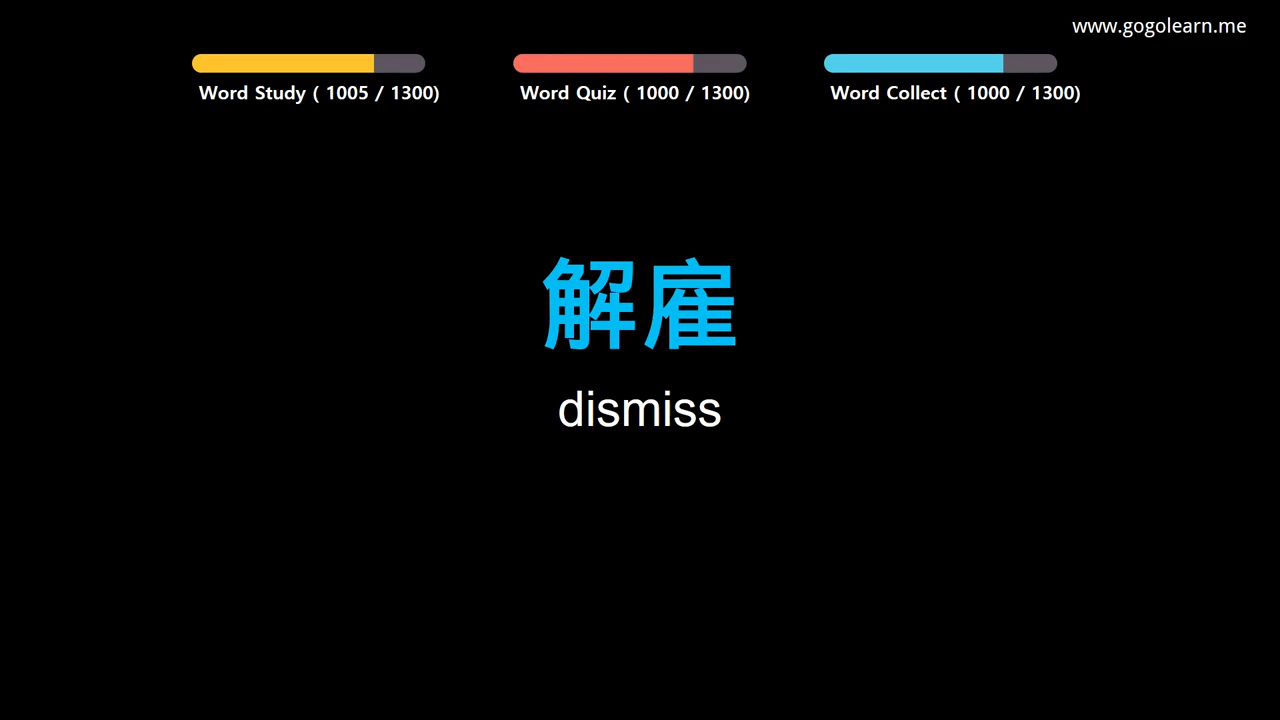 www.gogolearn.me
Word Study ( 1005 / 1300)
Word Quiz ( 1000 / 1300)
Word Collect ( 1000 / 1300)
解雇
dismiss